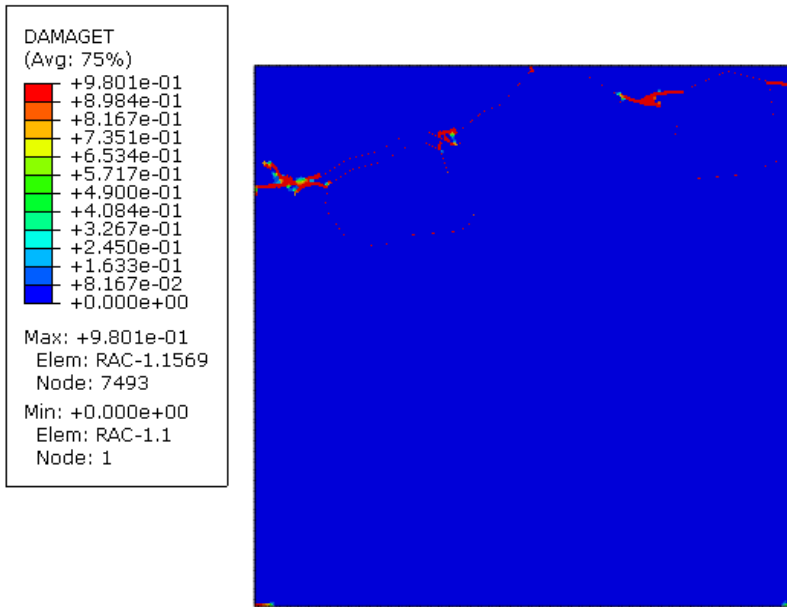 DAMAGET
(Avg: 75%)
+9.801e-01
+8.984e-01
+8.167e-01
+7.351e-01
+6.534e-01
+5.717e-01
+4.900e-01
+4.084e-01
+3.267e-01
+2.450e-01
+1.633e-01
+8.167e-02
+0.000e+00
Max: +9.801e-01
Elem: RAC-1.1569
Node: 7493
Min: +0.000e+00
Elem: RAC-1.1
Node: 1